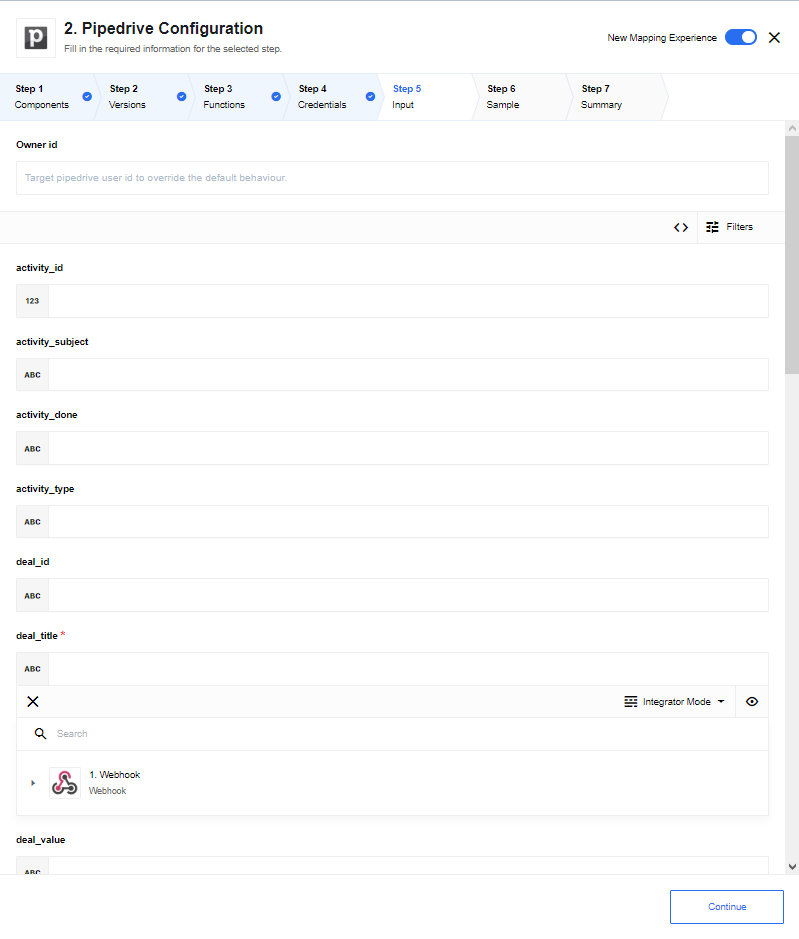 2. Pipedrive Configuration
Fill in the required information for the selected step.
New Mapping Experience
Step 1
Components
Step 2
Versions
Step 3
Functions
Step 4
Credentials
Step 5
Input
Step 6
Sample
Step 7
Summary
Owner id
Target pipedrive user id to override the default behaviour.
Filters
activity_id
123
activity_subject
ABC
activity_done
ABC
activity_type
ABC
deal_id
ABC
deal_title *
ABC
Integrator Mode
Search
1. Webhook
Webhook
deal_value
ABC
Continue